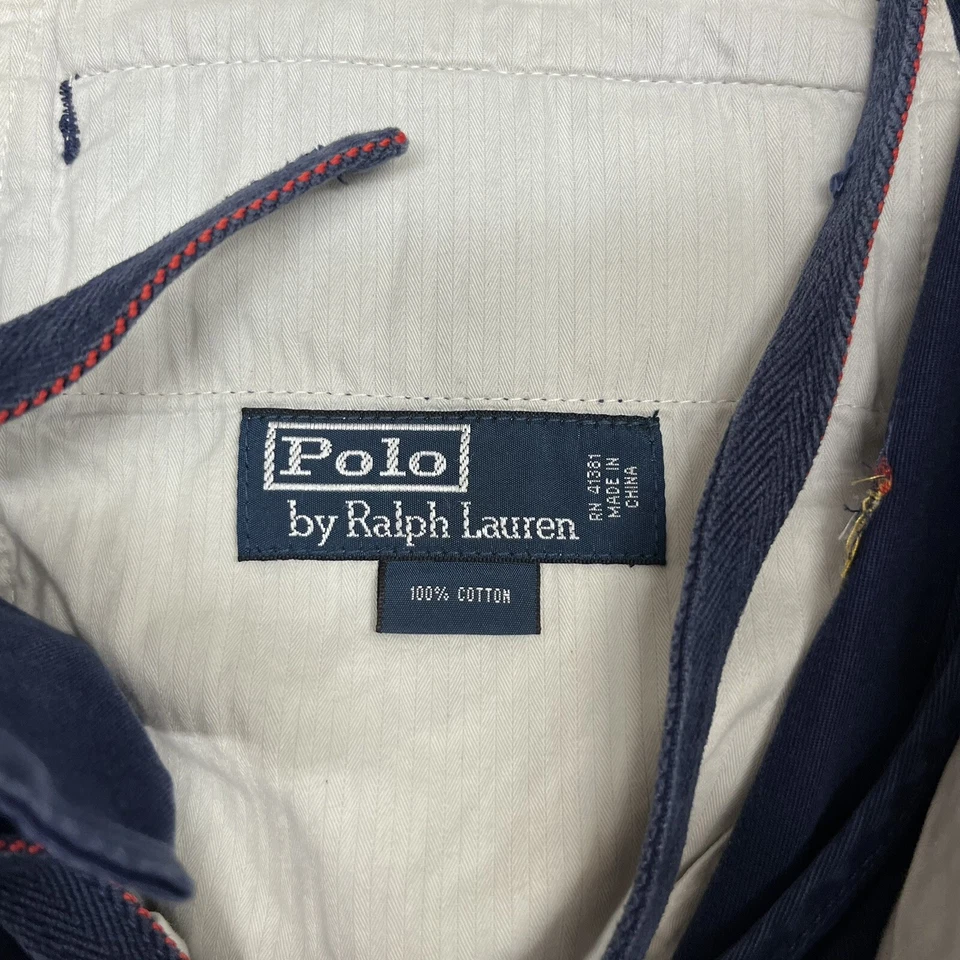 Polo
by Ralph Lauren
RN 41381
MADE IN
CHINA
100% COTTON